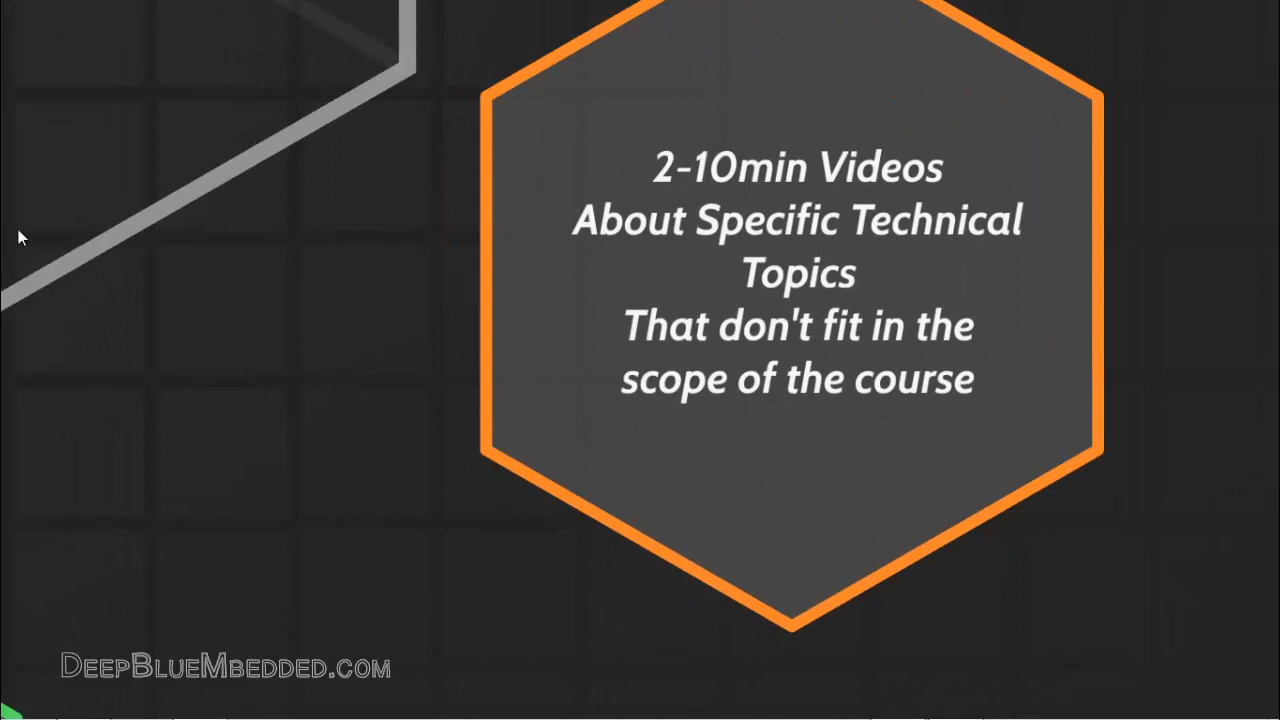 2-10min Videos
About Specific Technical
Topics
That don't fit in the
scope of the course
DeepBlueMbedded.com